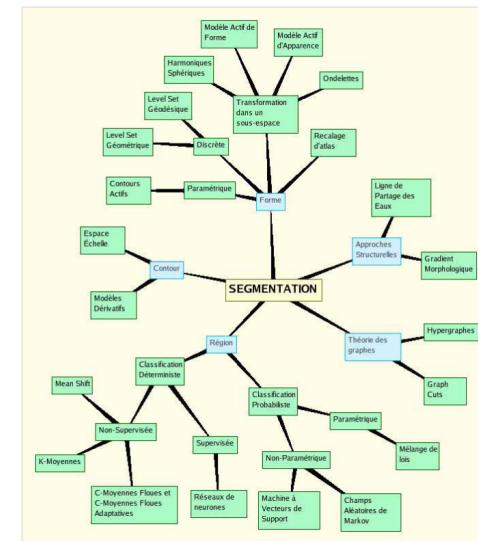 Modèle Actif de
Forme
Modèle Actif
d'Apparence
Harmoniques
Sphériques
Ondelettes
Level Set
Géodésique
Transformation
dans un
sous-espace
Level Set
Géométrique
Discrète
Recalage
d'atlas
Contours
Actifs
Paramétrique
Forme
Ligne de
Partage des
Eaux
Espace
Échelle
Contour
Approches
Structurelles
Gradient
Morphologique
Modèles
Dérivatifs
SEGMENTATION
Région
Théorie des
graphes
Hypergraphes
Graph
Cuts
Classification
Déterministe
Mean Shift
Classification
Probabiliste
Paramétrique
Non-Supervisée
Supervisée
K-Moyennes
Non-Paramétrique
Mélange de
lois
C-Moyennes Floues et
C-Moyennes Floues
Adaptatives
Réseaux de
neurones
Machine à
Vecteurs de
Support
Champs
Aléatoires de
Markov